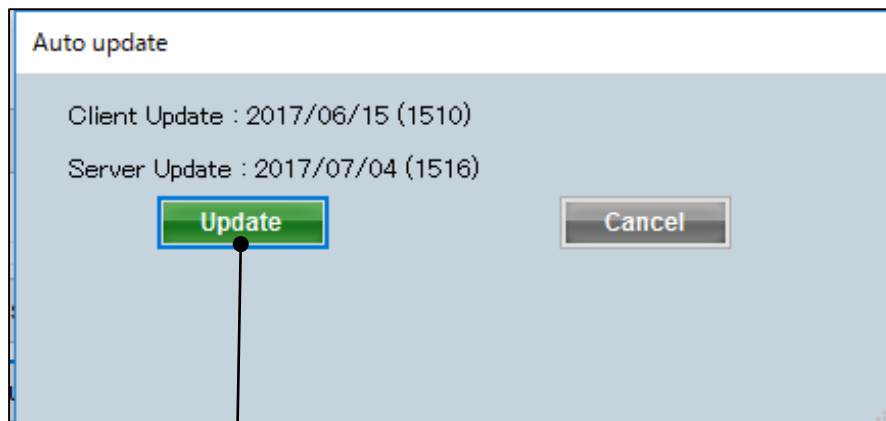 Auto update
Client Update : 2017/06/15 (1510)
Server Update : 2017/07/04 (1516)
Update Cancel